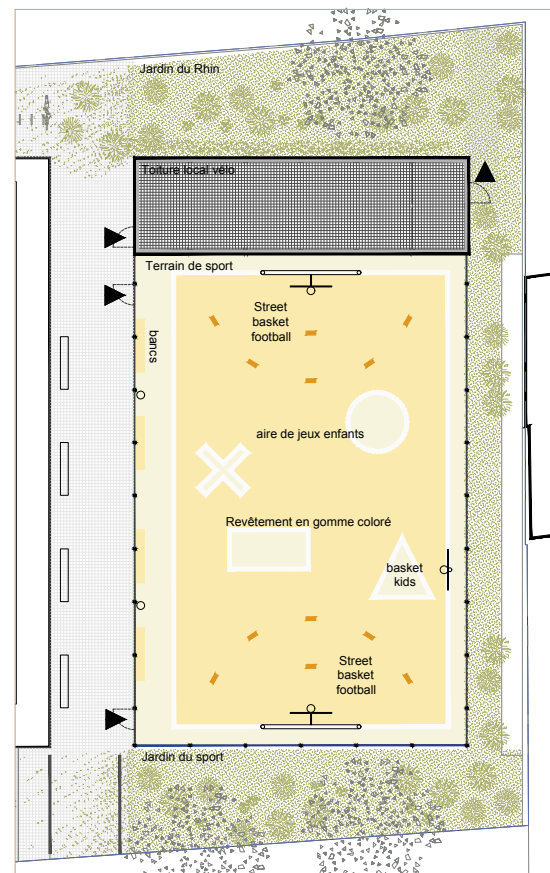 Jardin du Rhin
Toiture local vélo
Terrain de sport
Street
basket
football
bancs
aire de jeux enfants
Revêtement en gomme coloré
basket
kids
Street
basket
football
Jardin du sport